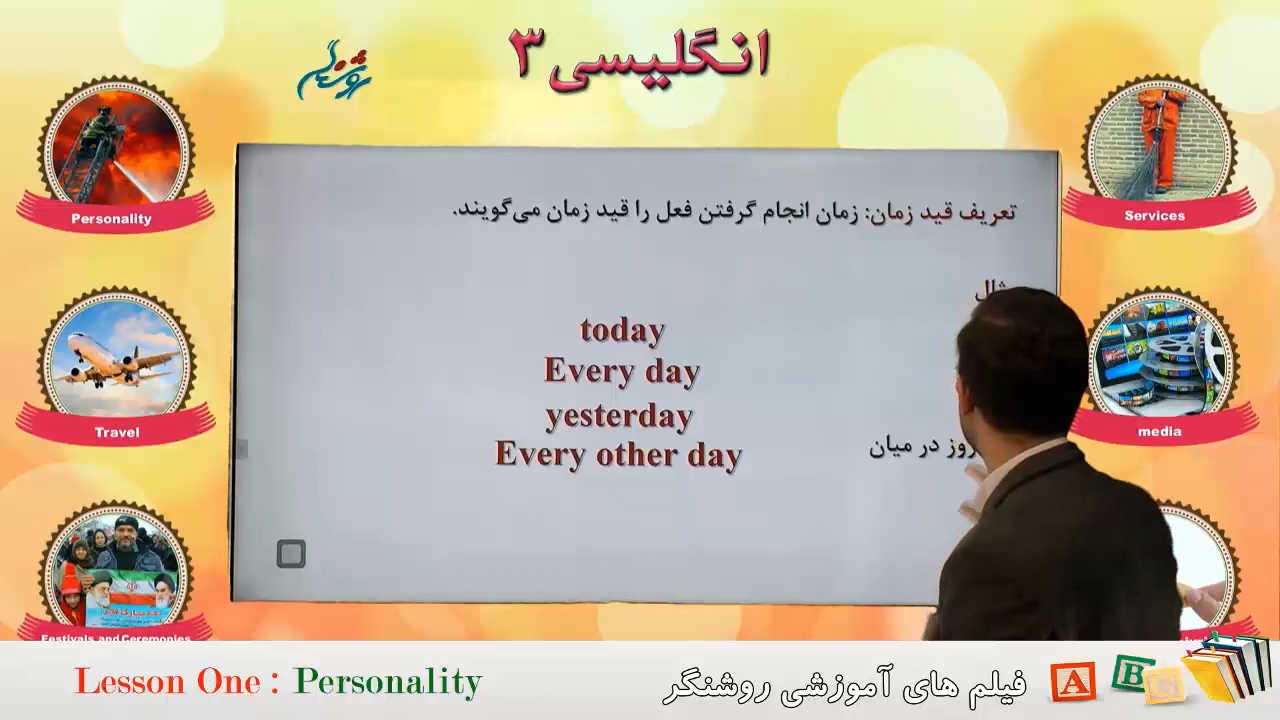 انگلیسی ۳
روشنگر
Personality
Services
تعریف قید زمان: زمان انجام گرفتن فعل را قید زمان می‌گویند.
today
Every day
yesterday
Every other day
روز در میان
Travel
media
Festivals and Ceremonies
Lesson One : Personality
فیلم های آموزشی روشنگر
A
B
C